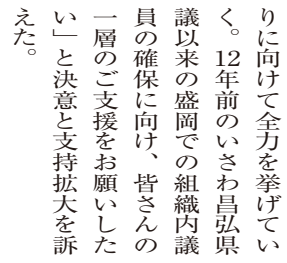 りに向けて全力を挙げてい
く。12年前のいさわ昌弘県
議以来の盛岡での組織内議
員の確保に向け、皆さんの
一層のご支援をお願いした
い」と決意と支持拡大を訴
えた。